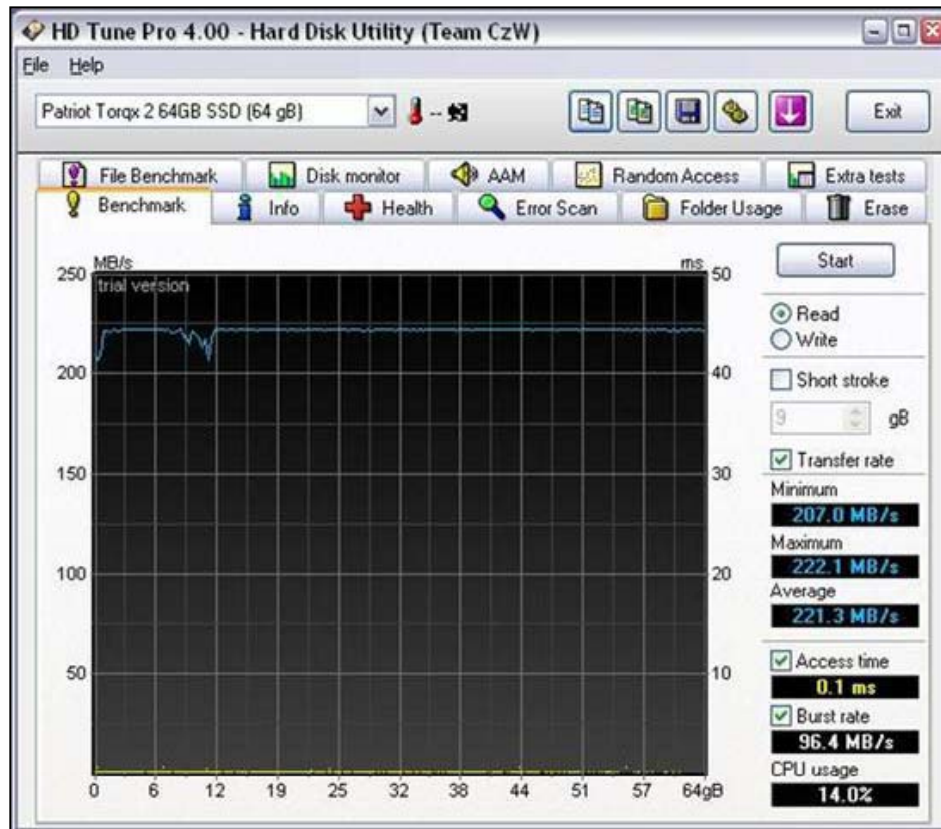 HD Tune Pro 4.00 - Hard Disk Utility (Team CzW)
File Help
Patriot Torqx 2 64GB SSD (64 gB) -- Exit
File Benchmark Disk monitor AAM Random Access Extra tests
Benchmark Info Health Error Scan Folder Usage Erase
MB/s ms
trial version
250
200
150
100
50
50
40
30
20
10
0 6 12 19 25 32 38 44 51 57 64gB
Start
Read
Write
Short stroke
9 gB
Transfer rate
Minimum
207.0 MB/s
Maximum
222.1 MB/s
Average
221.3 MB/s
Access time
0.1 ms
Burst rate
96.4 MB/s
CPU usage
14.0%